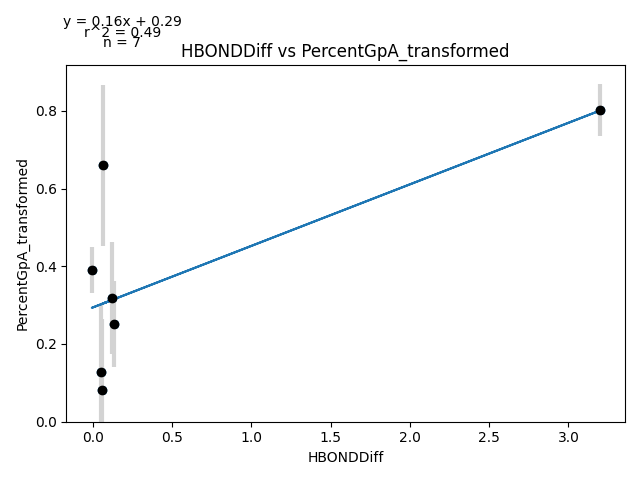 y = 0.16x + 0.29
r^2 = 0.49
n = 7
HBONDDiff vs PercentGpA_transformed
PercentGpA_transformed
0.8
0.6
0.4
0.2
0.0
0.0 0.5 1.0 1.5 2.0 2.5 3.0
HBONDDiff